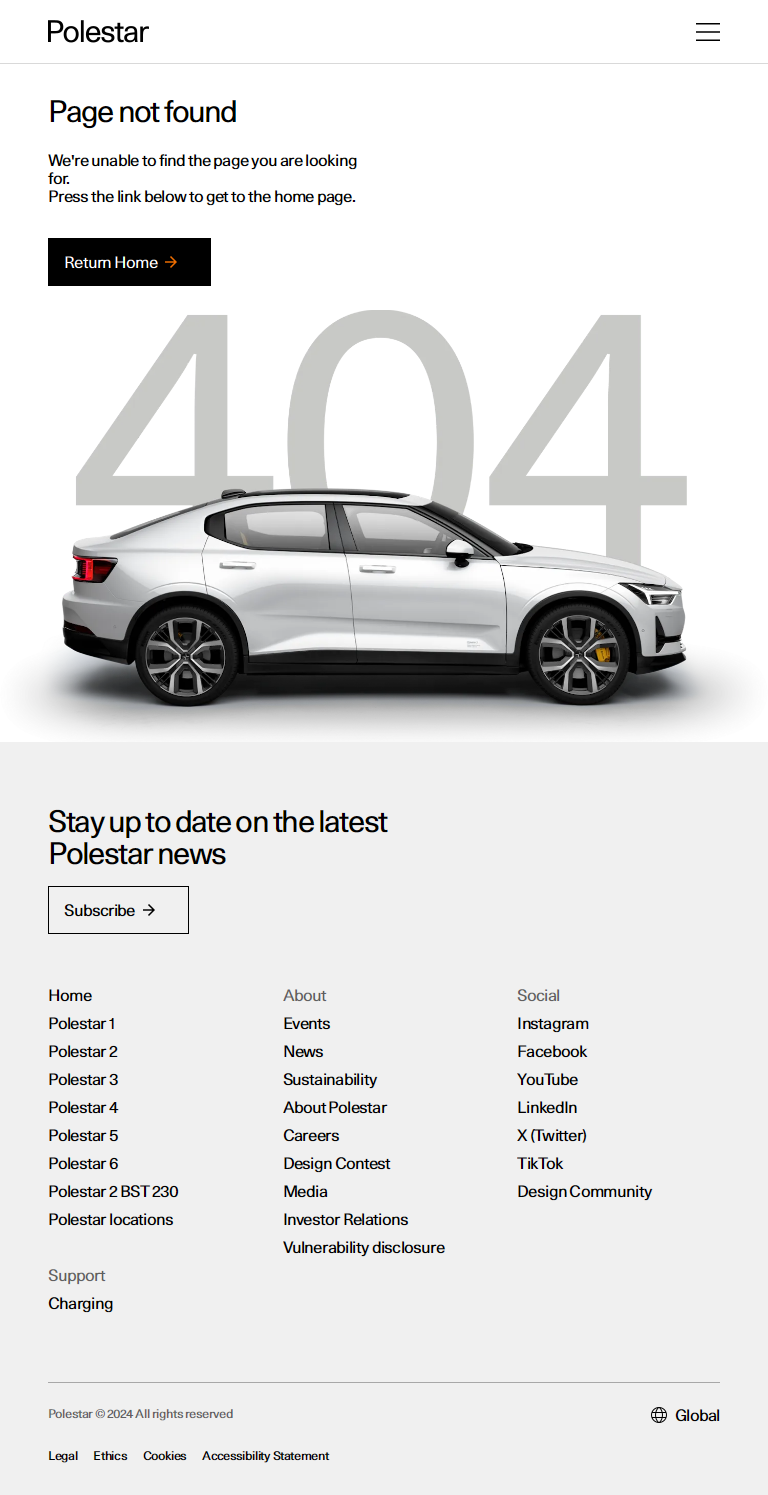 Polestar
Page not found
We're unable to find the page you are looking
for.
Press the link below to get to the home page.
Return Home
404
Stay up to date on the latest
Polestar news
Subscribe
Home
Polestar 1
Polestar 2
Polestar 3
Polestar 4
Polestar 5
Polestar 6
Polestar 2 BST 230
Polestar locations
Support
Charging
About
Events
News
Sustainability
About Polestar
Careers
Design Contest
Media
Investor Relations
Vulnerability disclosure
Social
Instagram
Facebook
YouTube
LinkedIn
X (Twitter)
TikTok
Design Community
Polestar © 2024 All rights reserved
Global
Legal Ethics Cookies Accessibility Statement